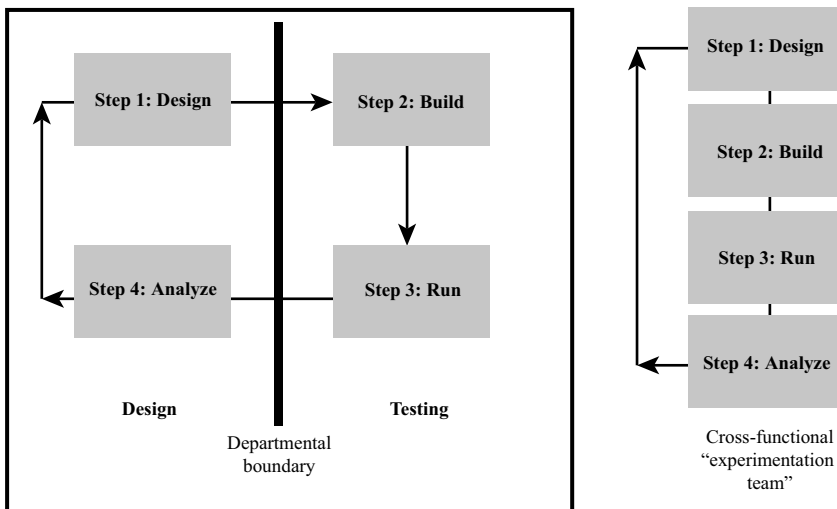 Step 1: Design
Step 2: Build
Step 4: Analyze
Step 3: Run
Design
Testing
Departmental
boundary
Step 1: Design
Step 2: Build
Step 3: Run
Step 4: Analyze
Cross-functional
“experimentation
team”